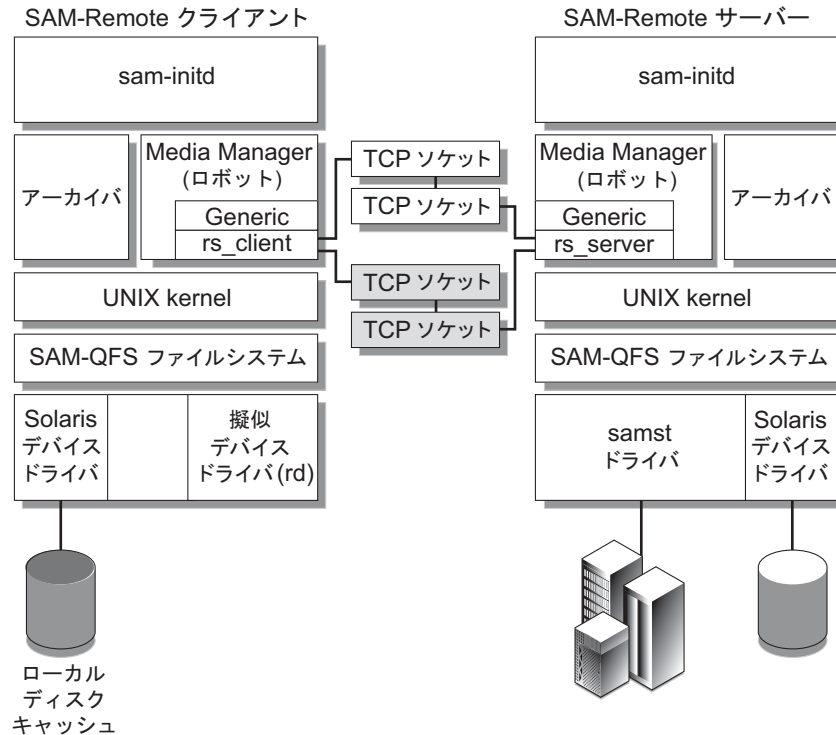 SAM-Remote クライアント
SAM-Remote サーバー
sam-initd
sam-initd
アーカイバ
Media Manager
(ロボット)
Generic
rs_client
TCP ソケット
TCP ソケット
TCP ソケット
TCP ソケット
Media Manager
(ロボット)
Generic
rs_server
アーカイバ
UNIX kernel
UNIX kernel
SAM-QFS ファイルシステム
SAM-QFS ファイルシステム
Solaris
デバイス
ドライバ
擬似
デバイス
ドライバ(rd)
samst
ドライバ
Solaris
デバイス
ドライバ
ローカル
ディスク
キャッシュ